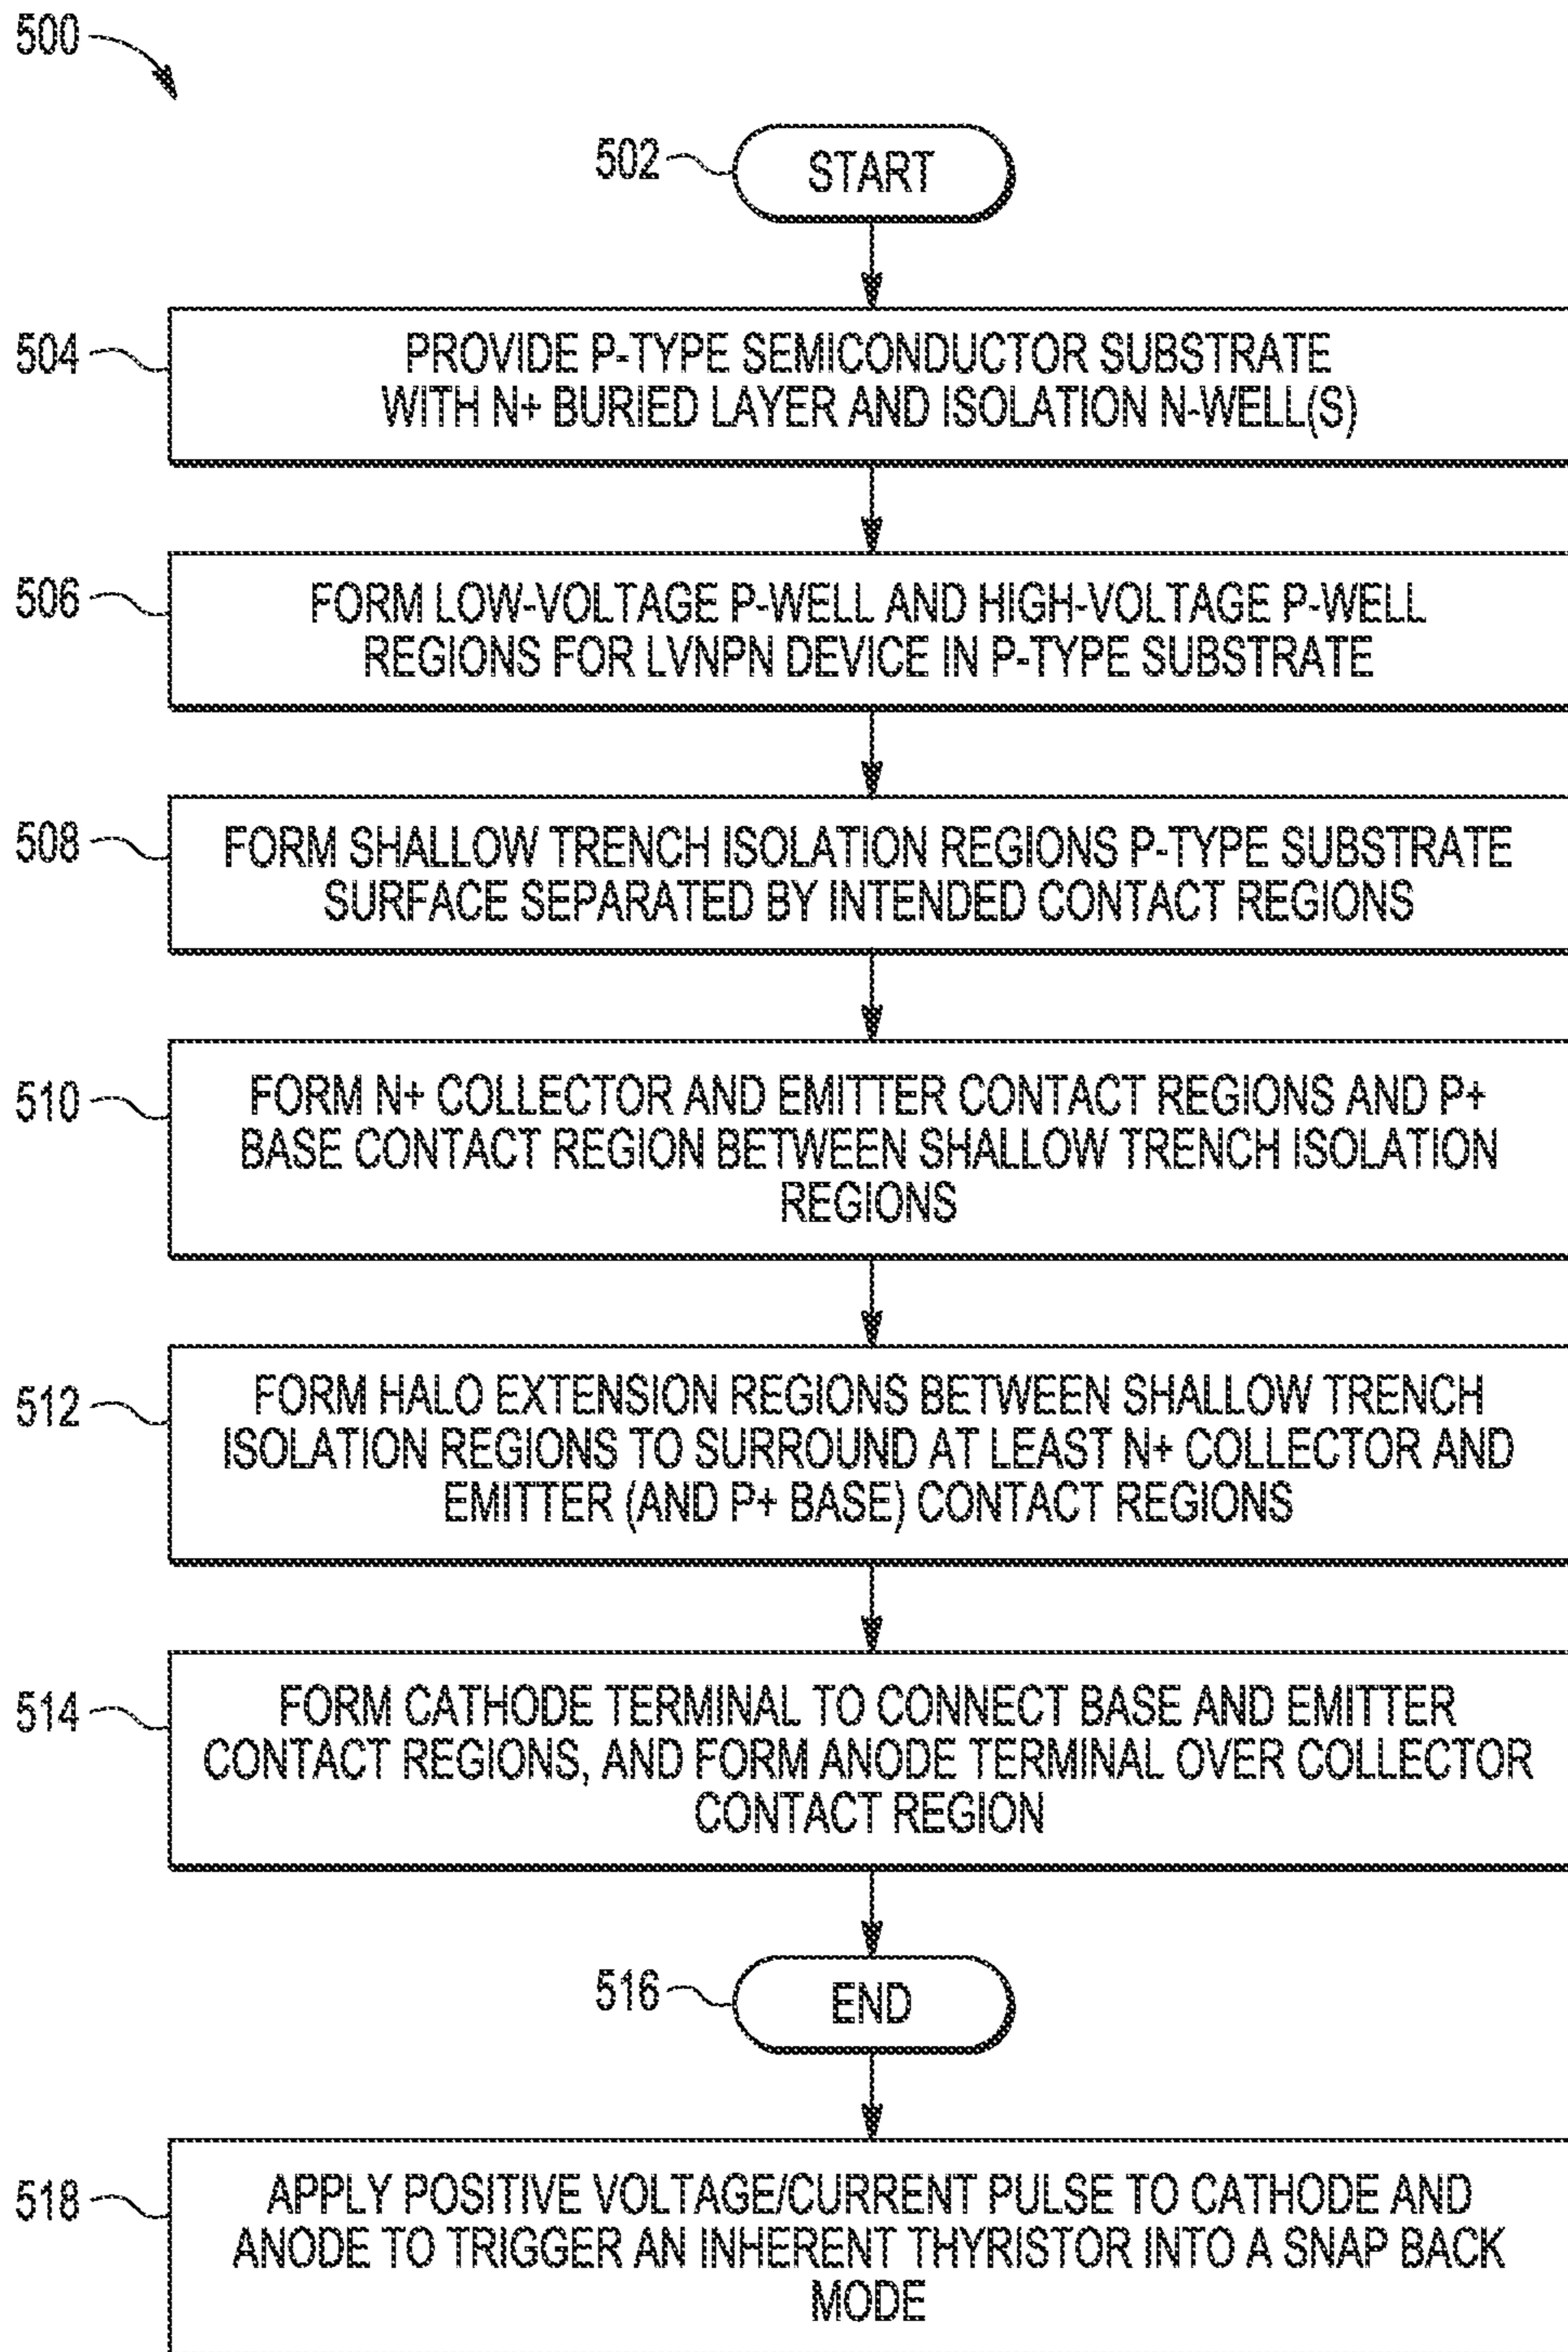 500
502
START
504
PROVIDE P-TYPE SEMICONDUCTOR SUBSTRATE
WITH N+ BURIED LAYER AND ISOLATION N-WELL(S)
506
FORM LOW-VOLTAGE P-WELL AND HIGH-VOLTAGE P-WELL
REGIONS FOR LVNPN DEVICE IN P-TYPE SUBSTRATE
508
FORM SHALLOW TRENCH ISOLATION REGIONS P-TYPE SUBSTRATE
SURFACE SEPARATED BY INTENDED CONTACT REGIONS
510
FORM N+ COLLECTOR AND EMITTER CONTACT REGIONS AND P+
BASE CONTACT REGION BETWEEN SHALLOW TRENCH ISOLATION
REGIONS
512
FORM HALO EXTENSION REGIONS BETWEEN SHALLOW TRENCH
ISOLATION REGIONS TO SURROUND AT LEAST N+ COLLECTOR AND
EMITTER (AND P+ BASE) CONTACT REGIONS
514
FORM CATHODE TERMINAL TO CONNECT BASE AND EMITTER
CONTACT REGIONS, AND FORM ANODE TERMINAL OVER COLLECTOR
CONTACT REGION
516
END
518
APPLY POSITIVE VOLTAGE/CURRENT PULSE TO CATHODE AND
ANODE TO TRIGGER AN INHERENT THYRISTOR INTO A SNAP BACK
MODE